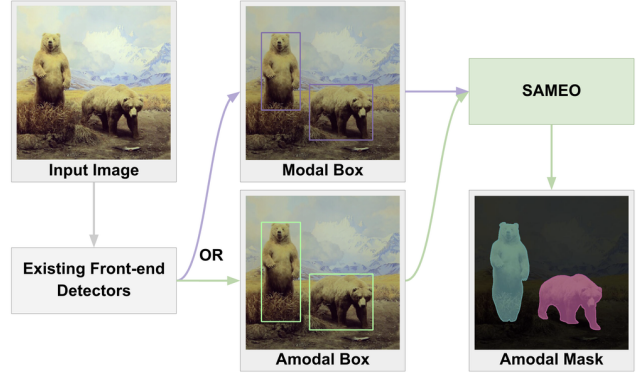 Input Image
Existing Front-end
Detectors
OR
Modal Box
Amodal Box
SAMEO
Amodal Mask